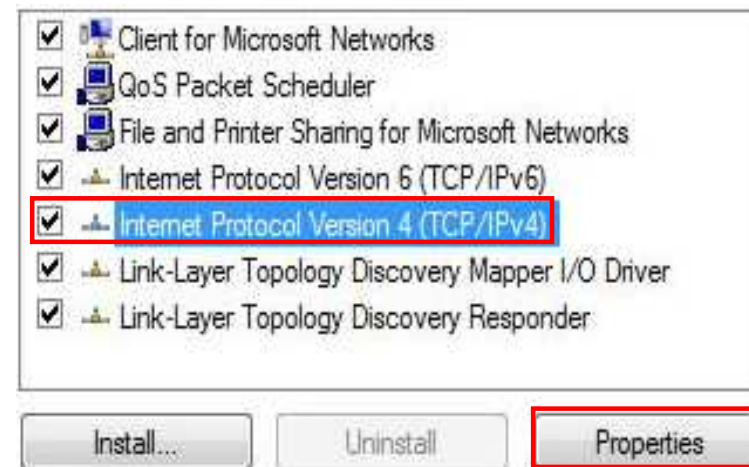 Client for Microsoft Networks
QoS Packet Scheduler
File and Printer Sharing for Microsoft Networks
Internet Protocol Version 6 (TCP/IPv6)
Internet Protocol Version 4 (TCP/IPv4)
Link-Layer Topology Discovery Mapper I/O Driver
Link-Layer Topology Discovery Responder
Install... Uninstall Properties